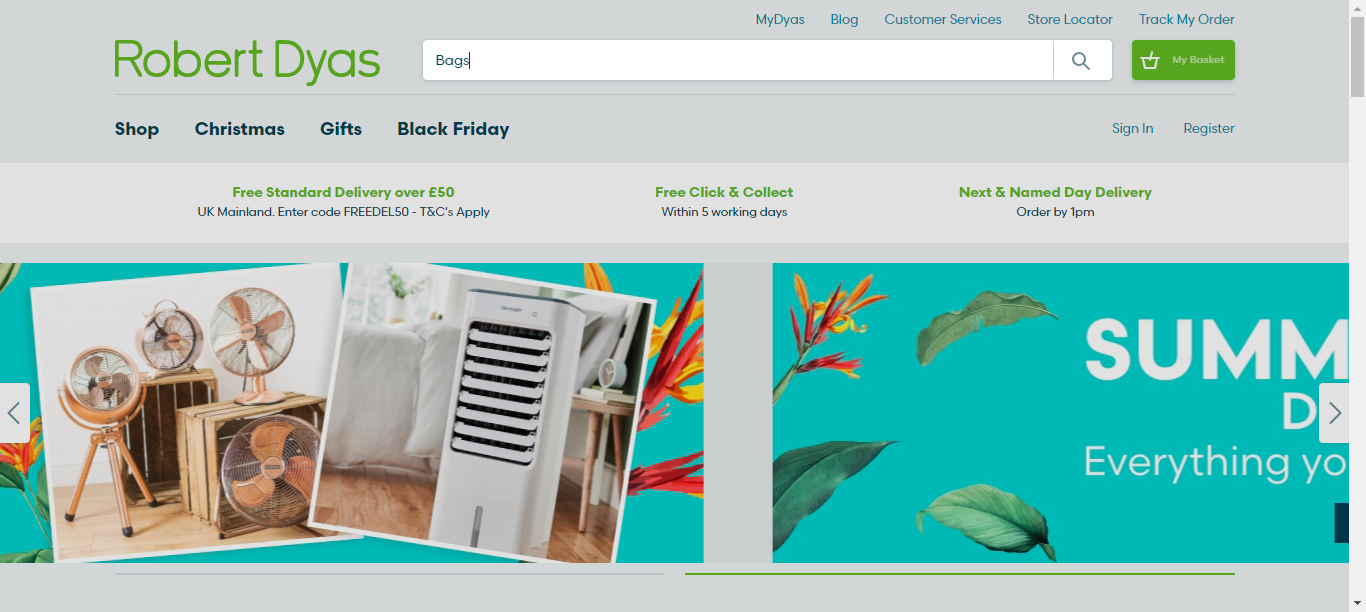 MyDyas Blog Customer Services Store Locator Track My Order
Robert Dyas
Bags
My Basket
Shop Christmas Gifts Black Friday
Sign In Register
Free Standard Delivery over £50
UK Mainland. Enter code FREEDEL50 - T&C's Apply
Free Click & Collect
Within 5 working days
Next & Named Day Delivery
Order by 1pm
SUMM
D
Everything yo